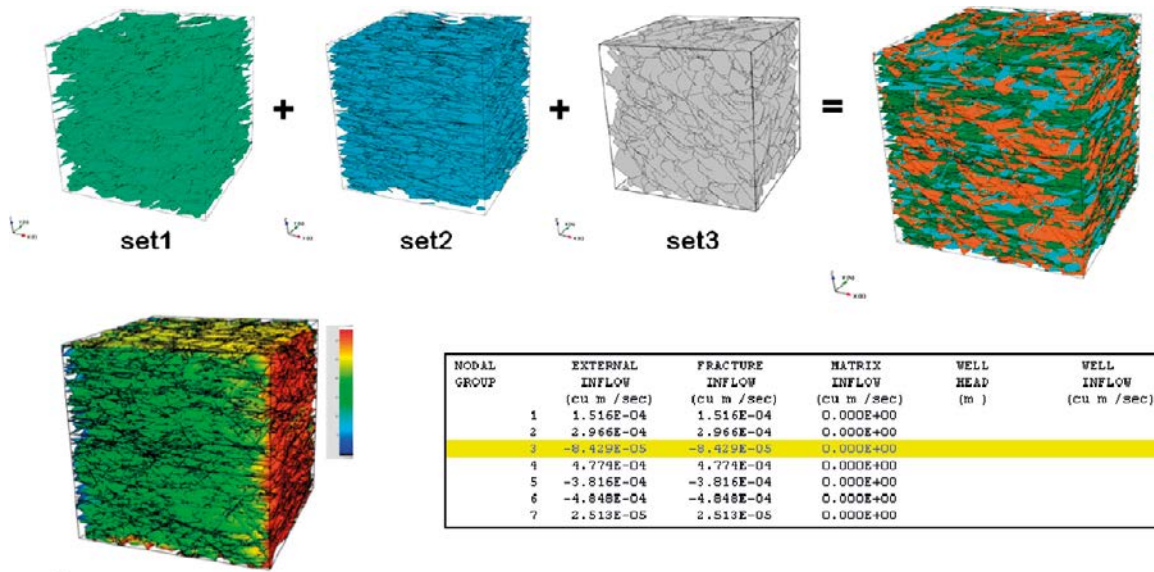 + + =
set1 set2 set3
NODAL EXTERNAL FRACTURE MATRIX WELL WELL
GROUP INFLOW INFLOW INFLOW HEAD INFLOW
(cu m /sec) (cu m /sec) (cu m /sec) (m ) (cu m /sec)
1 1.516E-04 1.516E-04 0.000E+00
2 2.966E-04 2.966E-04 0.000E+00
3 -8.429E-05 -8.429E-05 0.000E+00
4 4.774E-04 4.774E-04 0.000E+00
5 -3.816E-04 -3.816E-04 0.000E+00
6 -4.848E-04 -4.848E-04 0.000E+00
7 2.513E-05 2.513E-05 0.000E+00